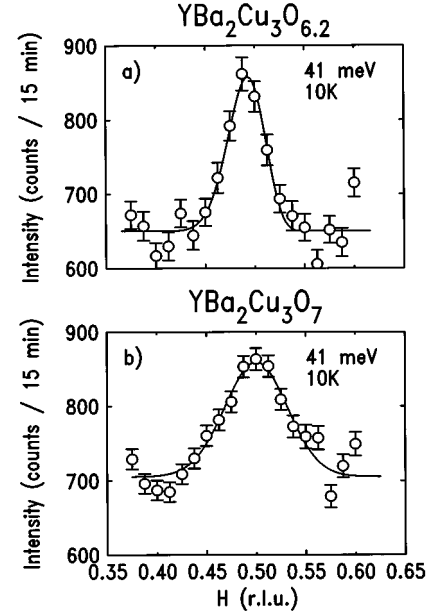 YBa2Cu3O6.2
900
a)
41 meV
10K
800
700
600
Intensity (counts / 15 min)
YBa2Cu3O7
900
b)
41 meV
10K
800
700
600
Intensity (counts / 15 min)
0.35 0.40 0.45 0.50 0.55 0.60 0.65
H (r.l.u.)